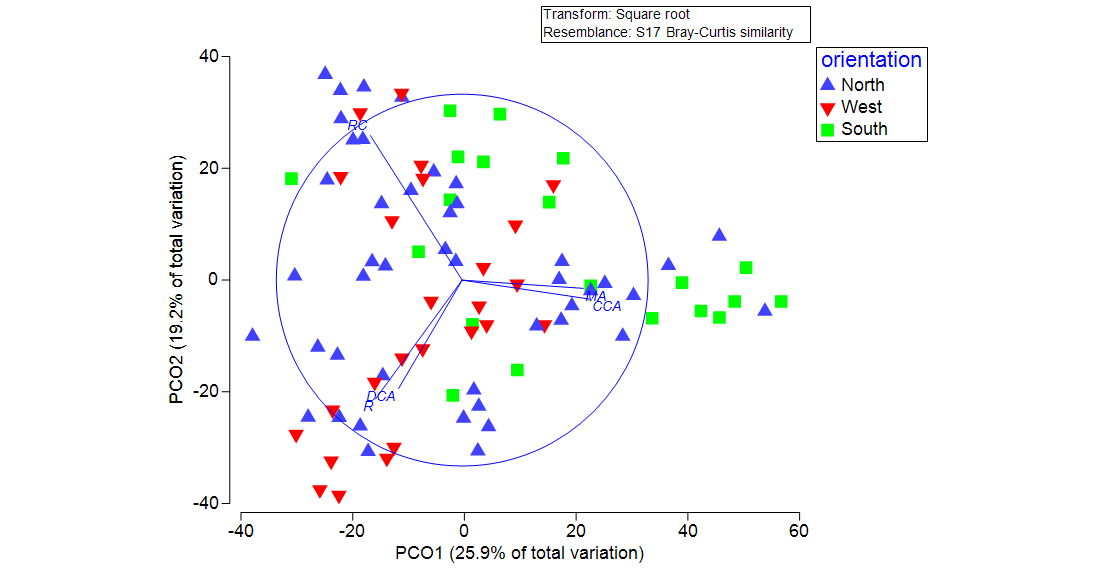 Transform: Square root
Resemblance: S17 Bray-Curtis similarity
orientation
North
West
South
40
20
0
-20
-40
PCO2 (19.2% of total variation)
RC
MA
CCA
DCA
R
-40
-20
0
20
40
60
PCO1 (25.9% of total variation)